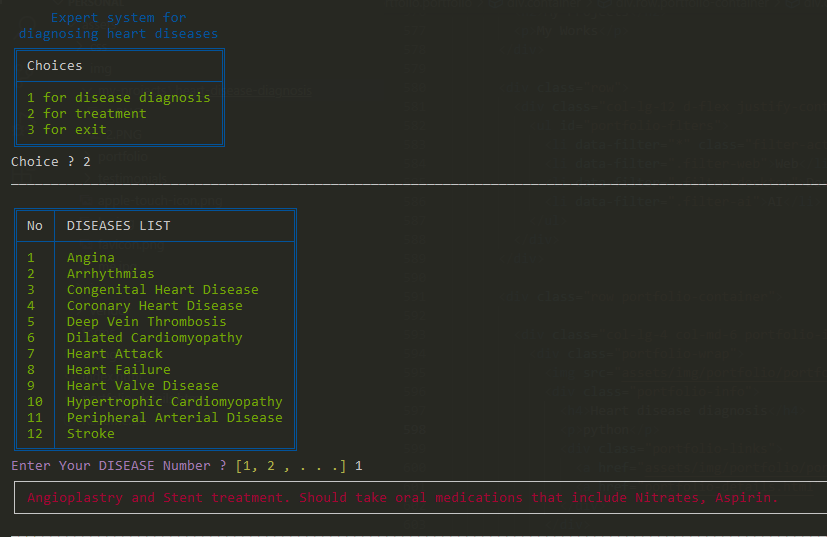 Expert system for
diagnosing heart diseases
Choices
1 for disease diagnosis
2 for treatment
3 for exit
Choice ? 2
No DISEASES LIST
1 Angina
2 Arrhythmias
3 Congenital Heart Disease
4 Coronary Heart Disease
5 Deep Vein Thrombosis
6 Dilated Cardiomyopathy
7 Heart Attack
8 Heart Failure
9 Heart Valve Disease
10 Hypertrophic Cardiomyopathy
11 Peripheral Arterial Disease
12 Stroke
Enter Your DISEASE Number ? [1, 2 , . . .] 1
Angioplastry and Stent treatment. Should take oral medications that include Nitrates, Aspirin.